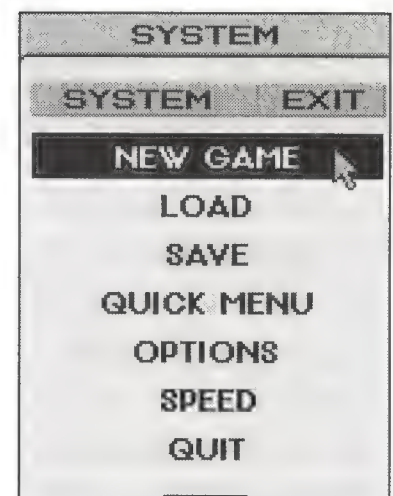 SYSTEM
SYSTEM EXIT
NEW GAME
LOAD
SAVE
QUICK MENU
OPTIONS
SPEED
QUIT